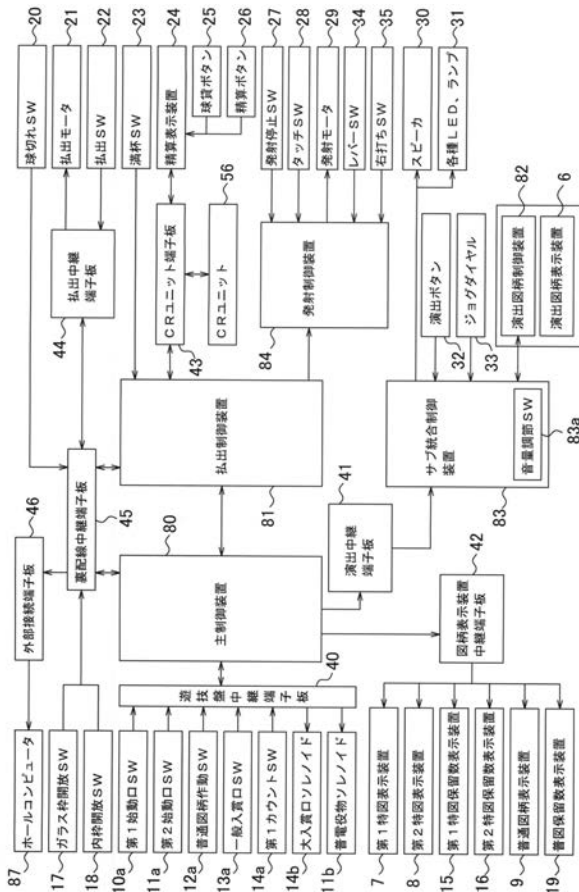 87
ホールコンピュータ
17
ガラス枠開放SW
18
内枠開放SW
10a
第1始動口SW
11a
第2始動口SW
12a
普通図柄作動SW
13a
一般入賞口SW
14a
第1カウントSW
14b
大入賞口ソレノイド
11b
普電役物ソレノイド
7
第1特図表示装置
8
第2特図表示装置
15
第1特図保留数表示装置
16
第2特図保留数表示装置
9
普通図柄表示装置
19
普図保留数表示装置
外部接続端子板
46
遊技盤中継端子板
40
裏配線中継端子板
45
主制御装置
80
演出中継
端子板
41
図柄表示装置
中継端子板
42
払出中継
端子板
44
払出制御装置
81
サブ統合制御
装置
83
音量調節SW
83a
CRユニット端子板
43
CRユニット
56
発射制御装置
84
演出ボタン
32
ジョグダイヤル
33
演出図柄制御装置
82
演出図柄表示装置
6
球切れSW
20
払出モータ
21
払出SW
22
満杯SW
23
精算表示装置
24
球貸ボタン
25
精算ボタン
26
発射停止SW
27
タッチSW
28
発射モータ
29
レバーSW
34
右打ちSW
35
スピーカ
30
各種LED、ランプ
31